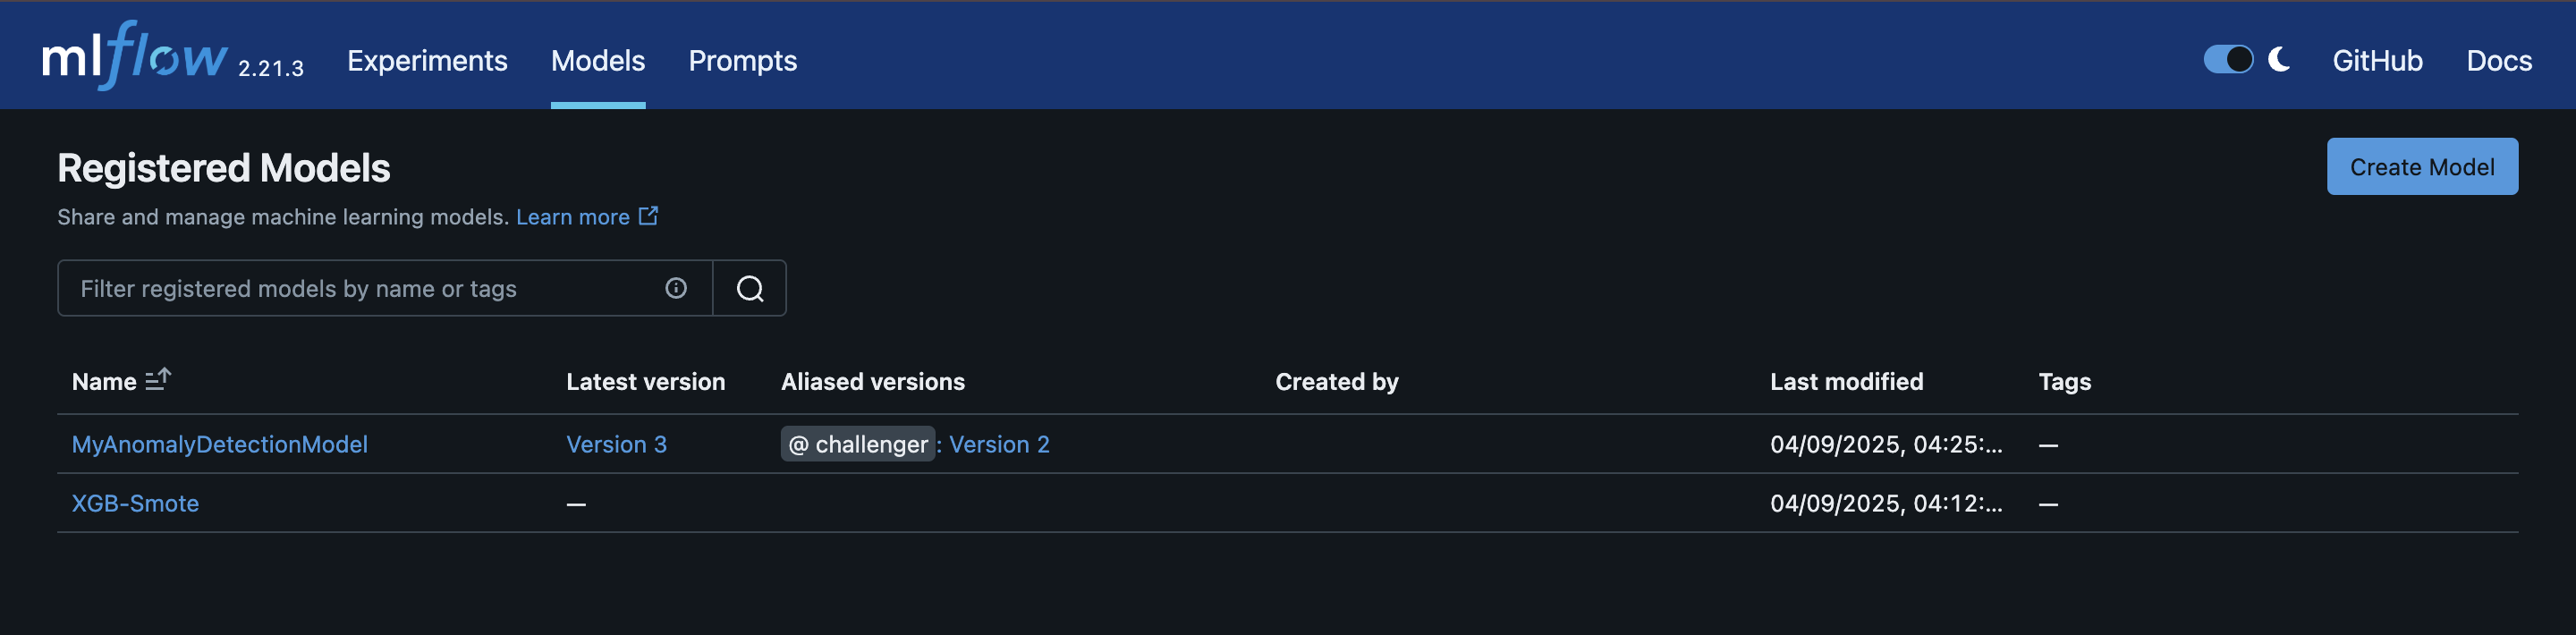 mlflow 2.21.3 Experiments Models Prompts GitHub Docs
Registered Models
Create Model
Share and manage machine learning models. Learn more
Filter registered models by name or tags
Name Latest version Aliased versions Created by Last modified Tags
MyAnomalyDetectionModel Version 3 @ challenger : Version 2 04/09/2025, 04:25:... —
XGB-Smote — 04/09/2025, 04:12:... —